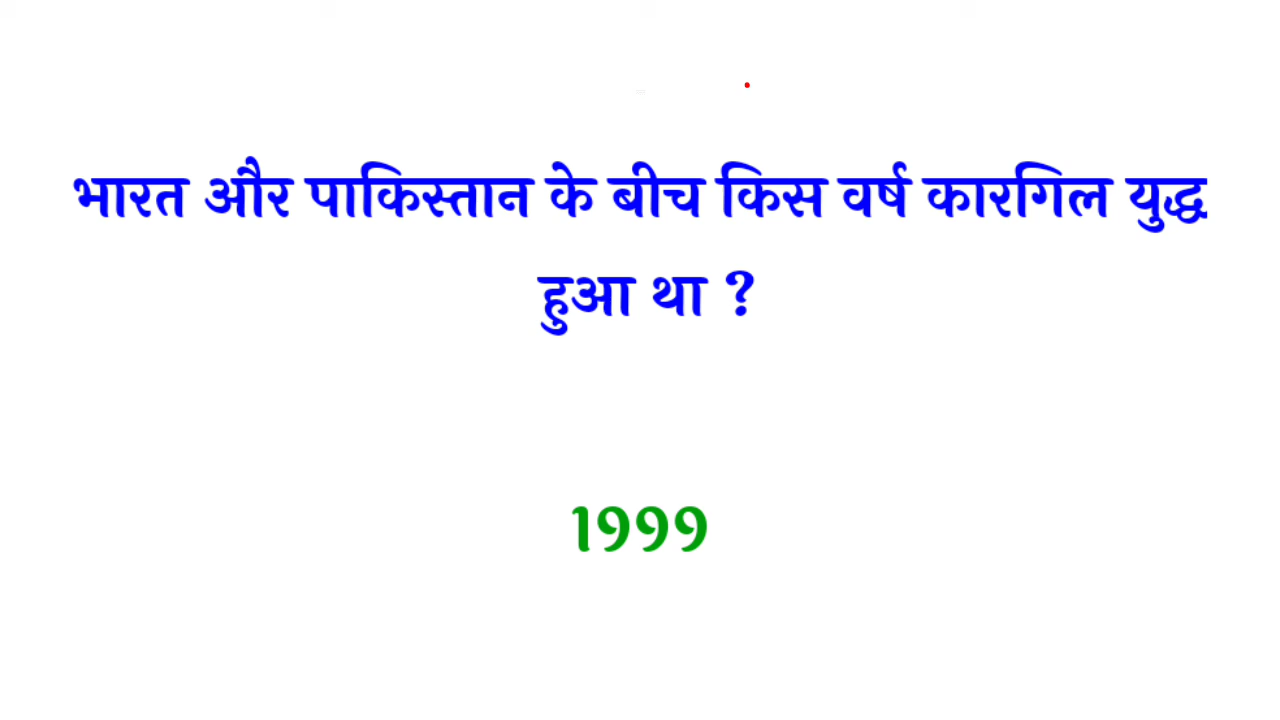 भारत और पाकिस्तान के बीच किस वर्ष कारगिल युद्ध
हुआ था ?
1999